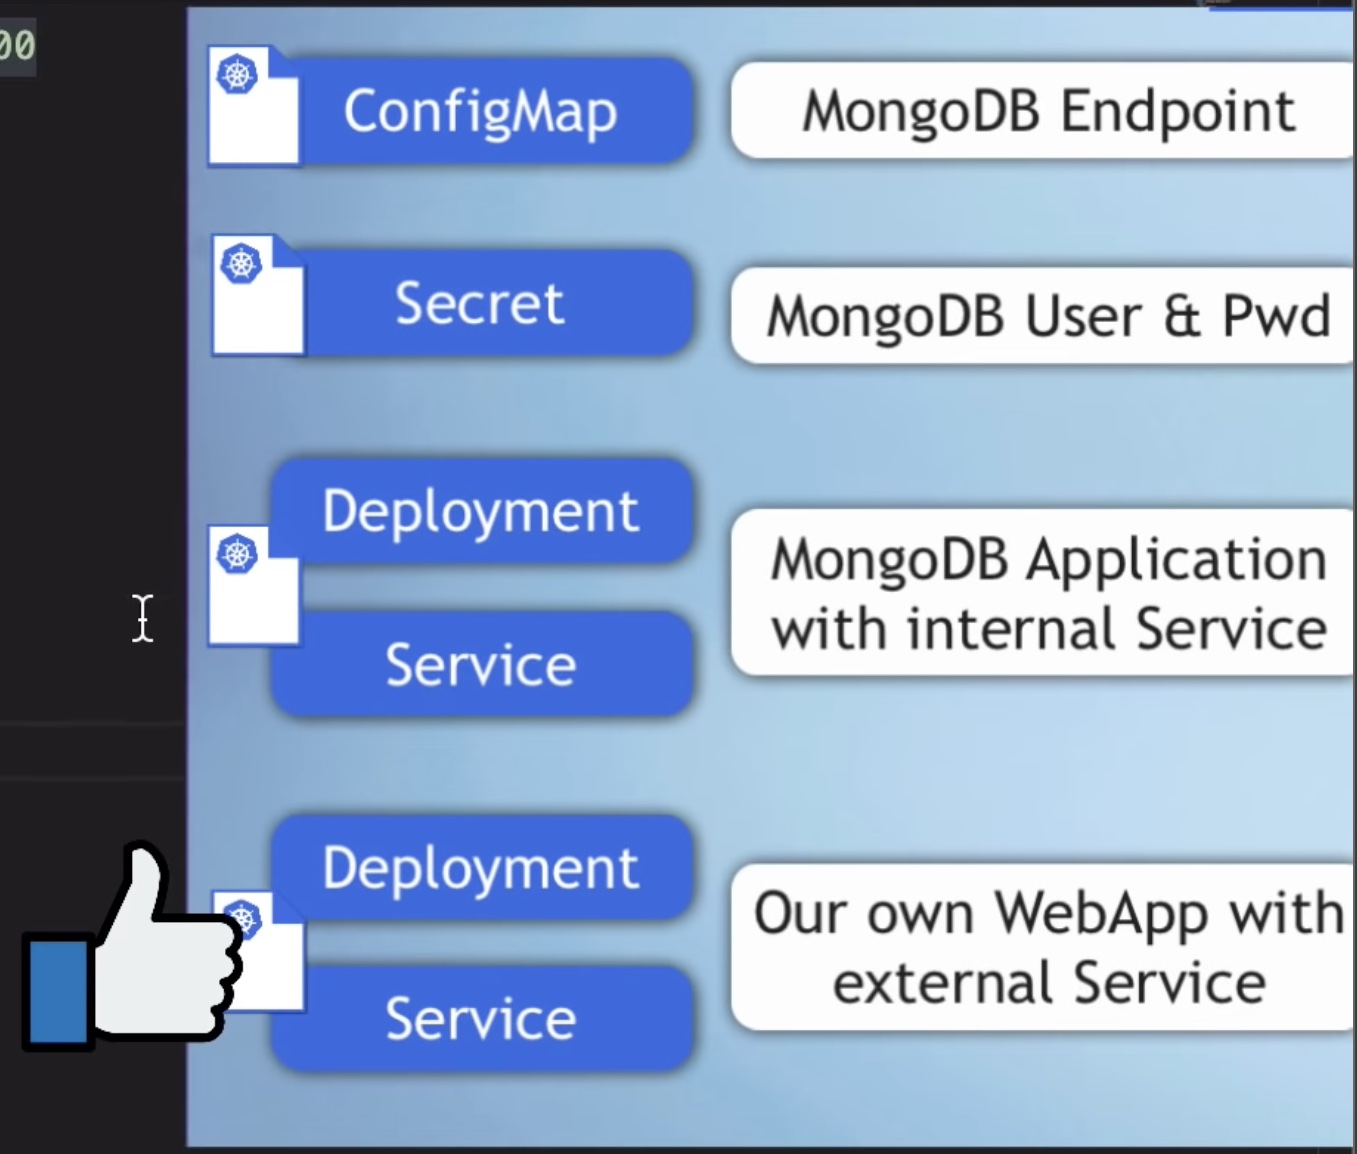 00
ConfigMap
MongoDB Endpoint
Secret
MongoDB User & Pwd
Deployment
Service
MongoDB Application
with internal Service
Deployment
Service
Our own WebApp with
external Service